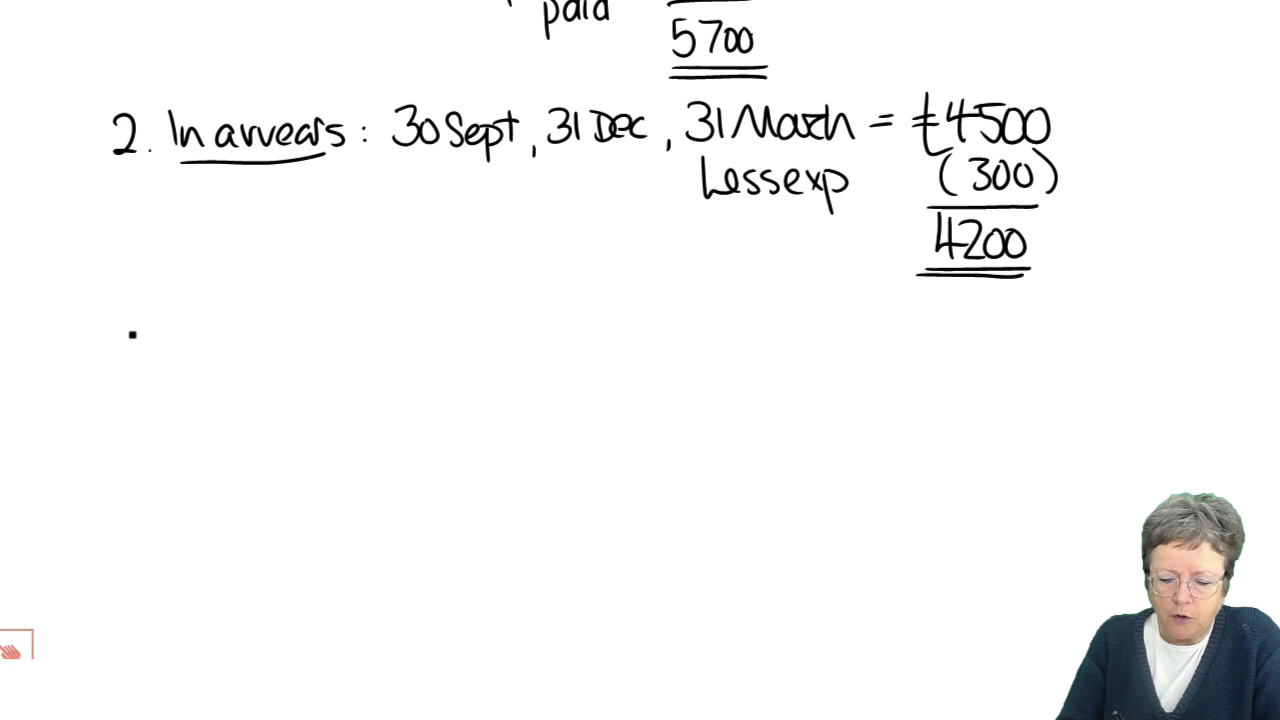 paid
5700
2. In arrears: 30 Sept, 31 Dec, 31 March = £4500
Less exp (300)
4200